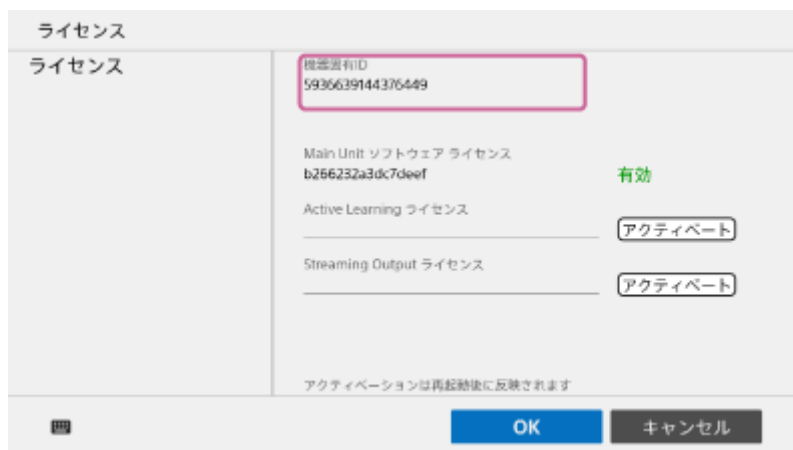 ライセンス
ライセンス
機器固有ID
5936639144376449
Main Unit ソフトウェア ライセンス
b266232a3dc7deef
有効
Active Learning ライセンス
アクティベート
Streaming Output ライセンス
アクティベート
アクティベーションは再起動後に反映されます
OK
キャンセル